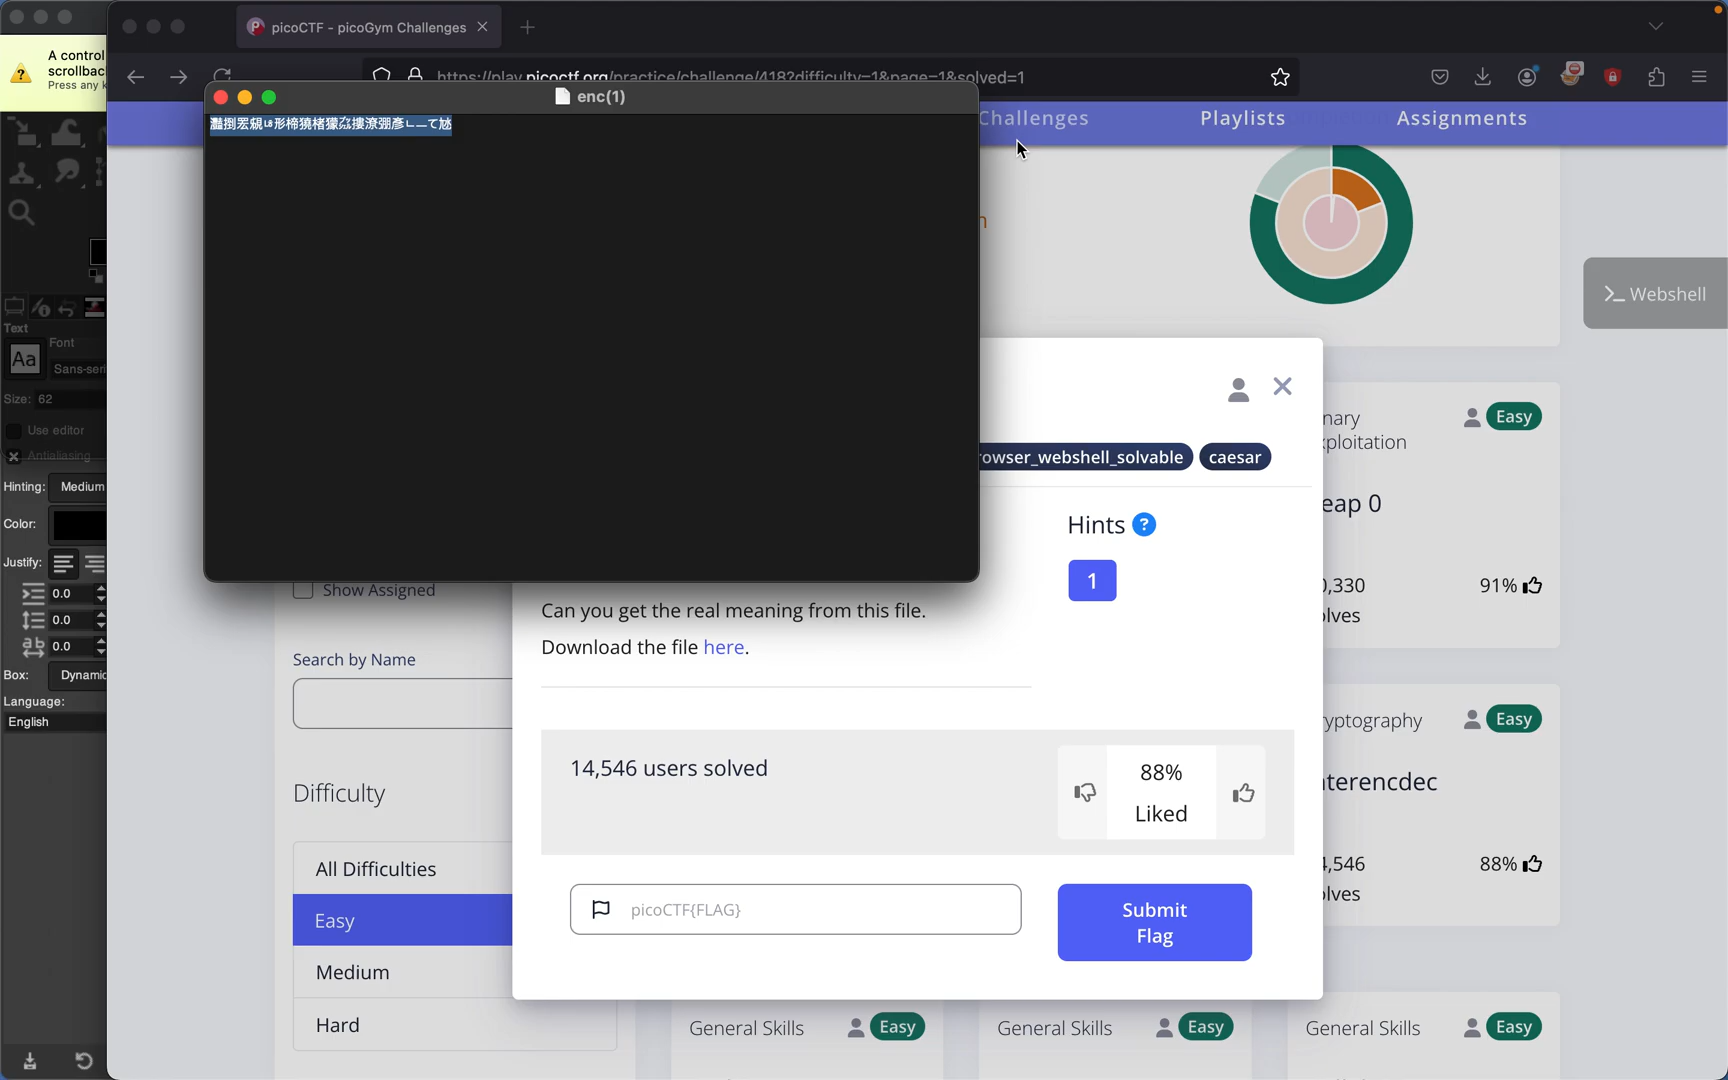 picoCTF - picoGym Challenges
https://play.picoctf.org/practice/challenge/418?difficulty=1&page=1&solved=1
A control
scrollbac
Press any k
enc(1)
Challenges
Playlists
Assignments
Webshell
Text
Font
Aa
Sans-seri
Size: 62
Use editor
Antialiasing
Hinting: Medium
Color:
Justify:
0.0
0.0
0.0
Box: Dynamic
Language:
English
Show Assigned
Search by Name
Difficulty
All Difficulties
Easy
Medium
Hard
rowser_webshell_solvable
caesar
Hints ?
1
Can you get the real meaning from this file.
Download the file here.
14,546 users solved
88%
Liked
picoCTF{FLAG}
Submit
Flag
Easy
xploitation
eap 0
0,330
91%
yptography
Easy
nterencdec
4,546
88%
General Skills
Easy
General Skills
Easy
General Skills
Easy